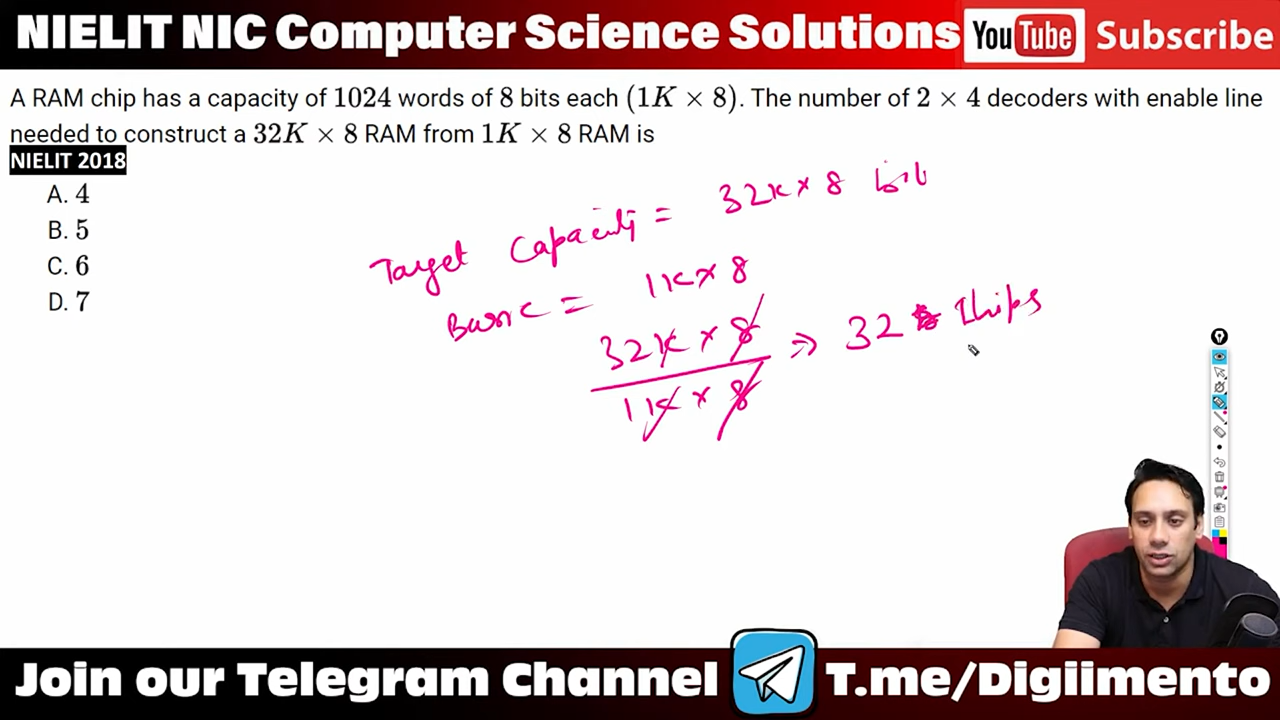 NIELIT NIC Computer Science Solutions YouTube Subscribe
A RAM chip has a capacity of 1024 words of 8 bits each (1K × 8). The number of 2 × 4 decoders with enable line
needed to construct a 32K × 8 RAM from 1K × 8 RAM is
NIELIT 2018
A. 4
B. 5
C. 6
D. 7
Target Capacity = 32K × 8 bit
= 1K × 8
32K × 8
1K × 8
⇒ 32 Chips
Join our Telegram Channel T.me/Digiimento